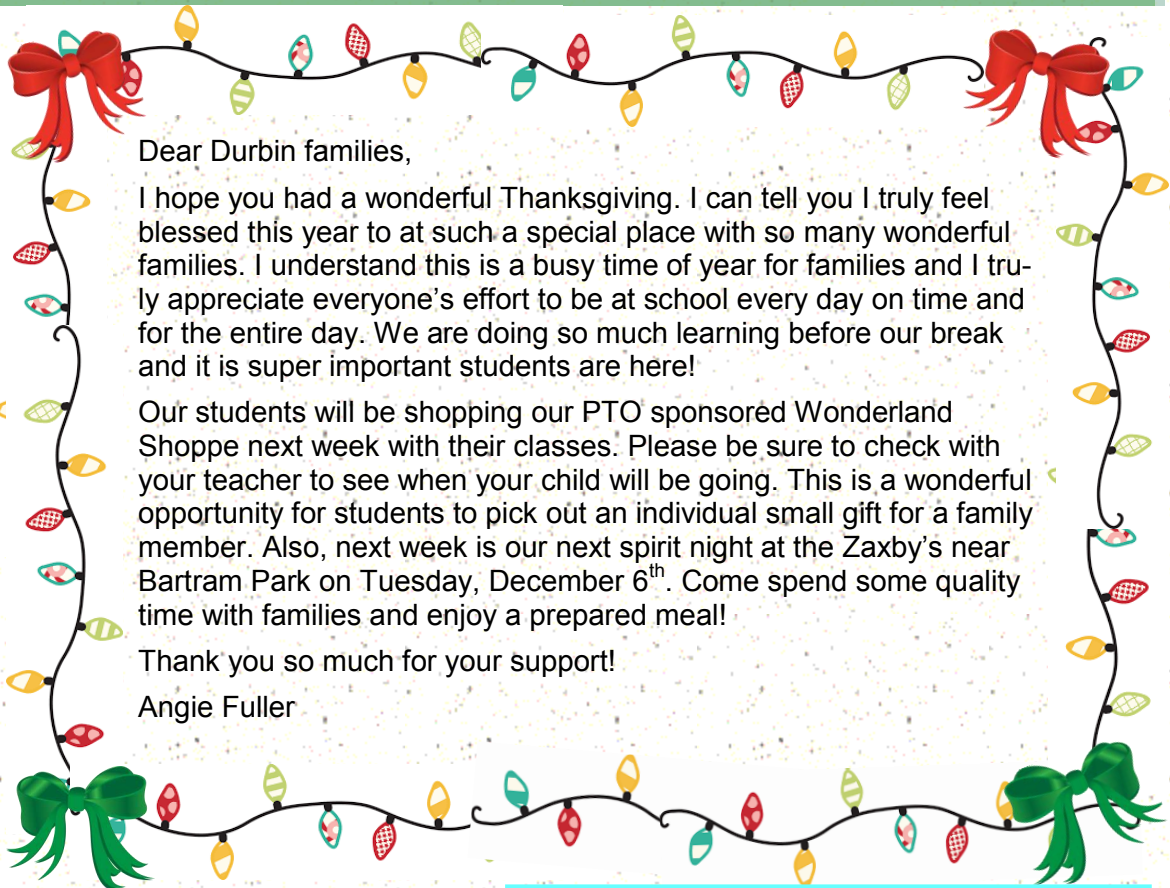 Dear Durbin families,
I hope you had a wonderful Thanksgiving. I can tell you I truly feel
blessed this year to at such a special place with so many wonderful
families. I understand this is a busy time of year for families and I tru-
ly appreciate everyone’s effort to be at school every day on time and
for the entire day. We are doing so much learning before our break
and it is super important students are here!
Our students will be shopping our PTO sponsored Wonderland
Shoppe next week with their classes. Please be sure to check with
your teacher to see when your child will be going. This is a wonderful
opportunity for students to pick out an individual small gift for a family
member. Also, next week is our next spirit night at the Zaxby’s near
Bartram Park on Tuesday, December 6th. Come spend some quality
time with families and enjoy a prepared meal!
Thank you so much for your support!
Angie Fuller